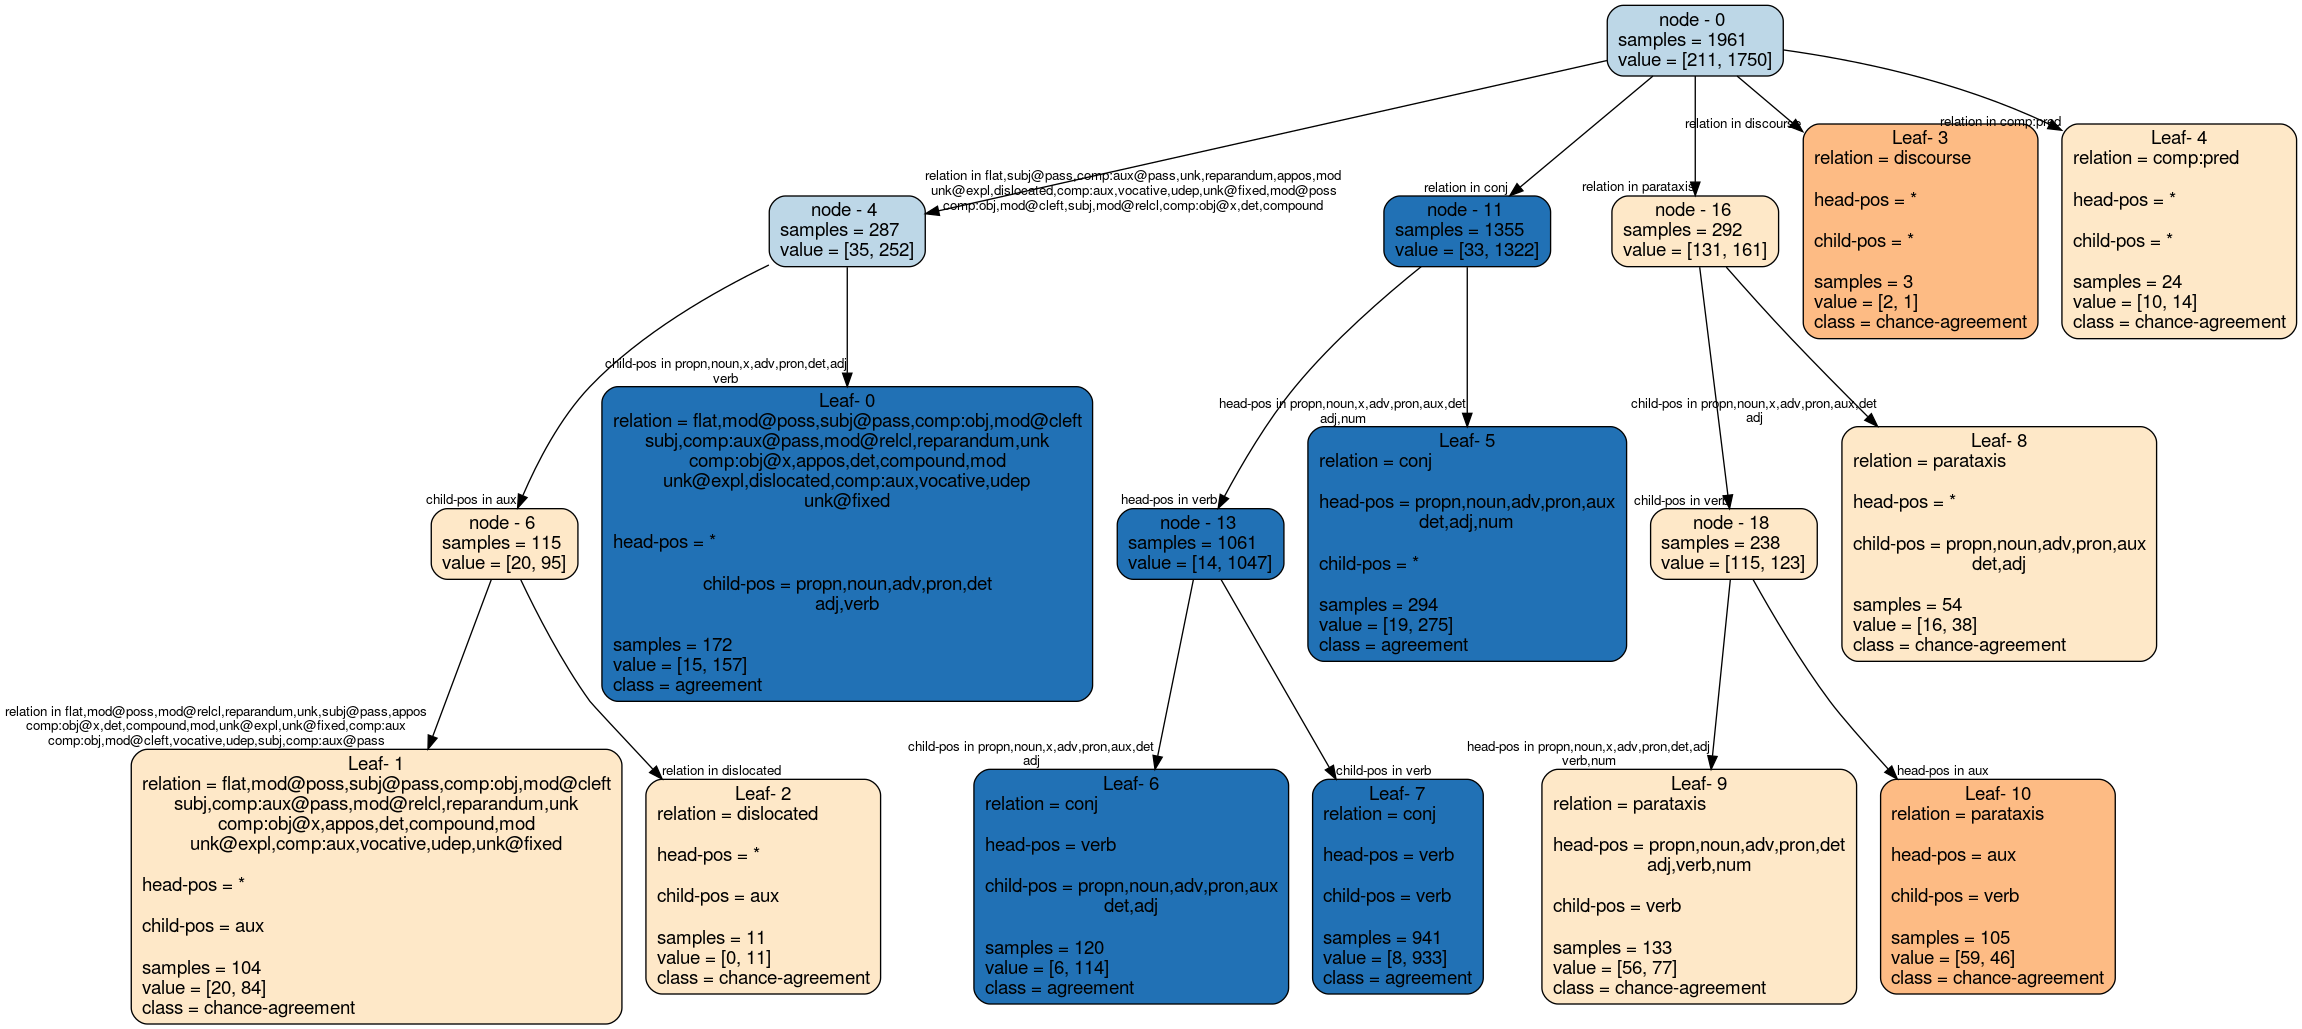 node - 0
samples = 1961
value = [211, 1750]
relation in flat,subj@pass,comp:aux@pass,unk,reparandum,appos,mod
unk@expl,dislocated,comp:aux,vocative,udep,unk@fixed,mod@poss
comp:obj,mod@cleft,subj,mod@relcl,comp:obj@x,det,compound
relation in conj
relation in parataxis
relation in discourse
relation in comp:pred
node - 4
samples = 287
value = [35, 252]
node - 11
samples = 1355
value = [33, 1322]
node - 16
samples = 292
value = [131, 161]
Leaf- 3
relation = discourse
head-pos = *
child-pos = *
samples = 3
value = [2, 1]
class = chance-agreement
Leaf- 4
relation = comp:pred
head-pos = *
child-pos = *
samples = 24
value = [10, 14]
class = chance-agreement
child-pos in aux
child-pos in propn,noun,x,adv,pron,det,adj
verb
head-pos in verb
head-pos in propn,noun,x,adv,pron,aux,det
adj,num
child-pos in verb
child-pos in propn,noun,x,adv,pron,aux,det
adj
node - 6
samples = 115
value = [20, 95]
Leaf- 0
relation = flat,mod@poss,subj@pass,comp:obj,mod@cleft
subj,comp:aux@pass,mod@relcl,reparandum,unk
comp:obj@x,appos,det,compound,mod
unk@expl,dislocated,comp:aux,vocative,udep
unk@fixed
head-pos = *
child-pos = propn,noun,adv,pron,det
adj,verb
samples = 172
value = [15, 157]
class = agreement
node - 13
samples = 1061
value = [14, 1047]
Leaf- 5
relation = conj
head-pos = propn,noun,adv,pron,aux
det,adj,num
child-pos = *
samples = 294
value = [19, 275]
class = agreement
node - 18
samples = 238
value = [115, 123]
Leaf- 8
relation = parataxis
head-pos = *
child-pos = propn,noun,adv,pron,aux
det,adj
samples = 54
value = [16, 38]
class = chance-agreement
relation in flat,mod@poss,mod@relcl,reparandum,unk,subj@pass,appos
comp:obj@x,det,compound,mod,unk@expl,unk@fixed,comp:aux
comp:obj,mod@cleft,vocative,udep,subj,comp:aux@pass
relation in dislocated
child-pos in propn,noun,x,adv,pron,aux,det
adj
child-pos in verb
head-pos in propn,noun,x,adv,pron,det,adj
verb,num
head-pos in aux
Leaf- 1
relation = flat,mod@poss,subj@pass,comp:obj,mod@cleft
subj,comp:aux@pass,mod@relcl,reparandum,unk
comp:obj@x,appos,det,compound,mod
unk@expl,comp:aux,vocative,udep,unk@fixed
head-pos = *
child-pos = aux
samples = 104
value = [20, 84]
class = chance-agreement
Leaf- 2
relation = dislocated
head-pos = *
child-pos = aux
samples = 11
value = [0, 11]
class = chance-agreement
Leaf- 6
relation = conj
head-pos = verb
child-pos = propn,noun,adv,pron,aux
det,adj
samples = 120
value = [6, 114]
class = agreement
Leaf- 7
relation = conj
head-pos = verb
child-pos = verb
samples = 941
value = [8, 933]
class = agreement
Leaf- 9
relation = parataxis
head-pos = propn,noun,adv,pron,det
adj,verb,num
child-pos = verb
samples = 133
value = [56, 77]
class = chance-agreement
Leaf- 10
relation = parataxis
head-pos = aux
child-pos = verb
samples = 105
value = [59, 46]
class = chance-agreement